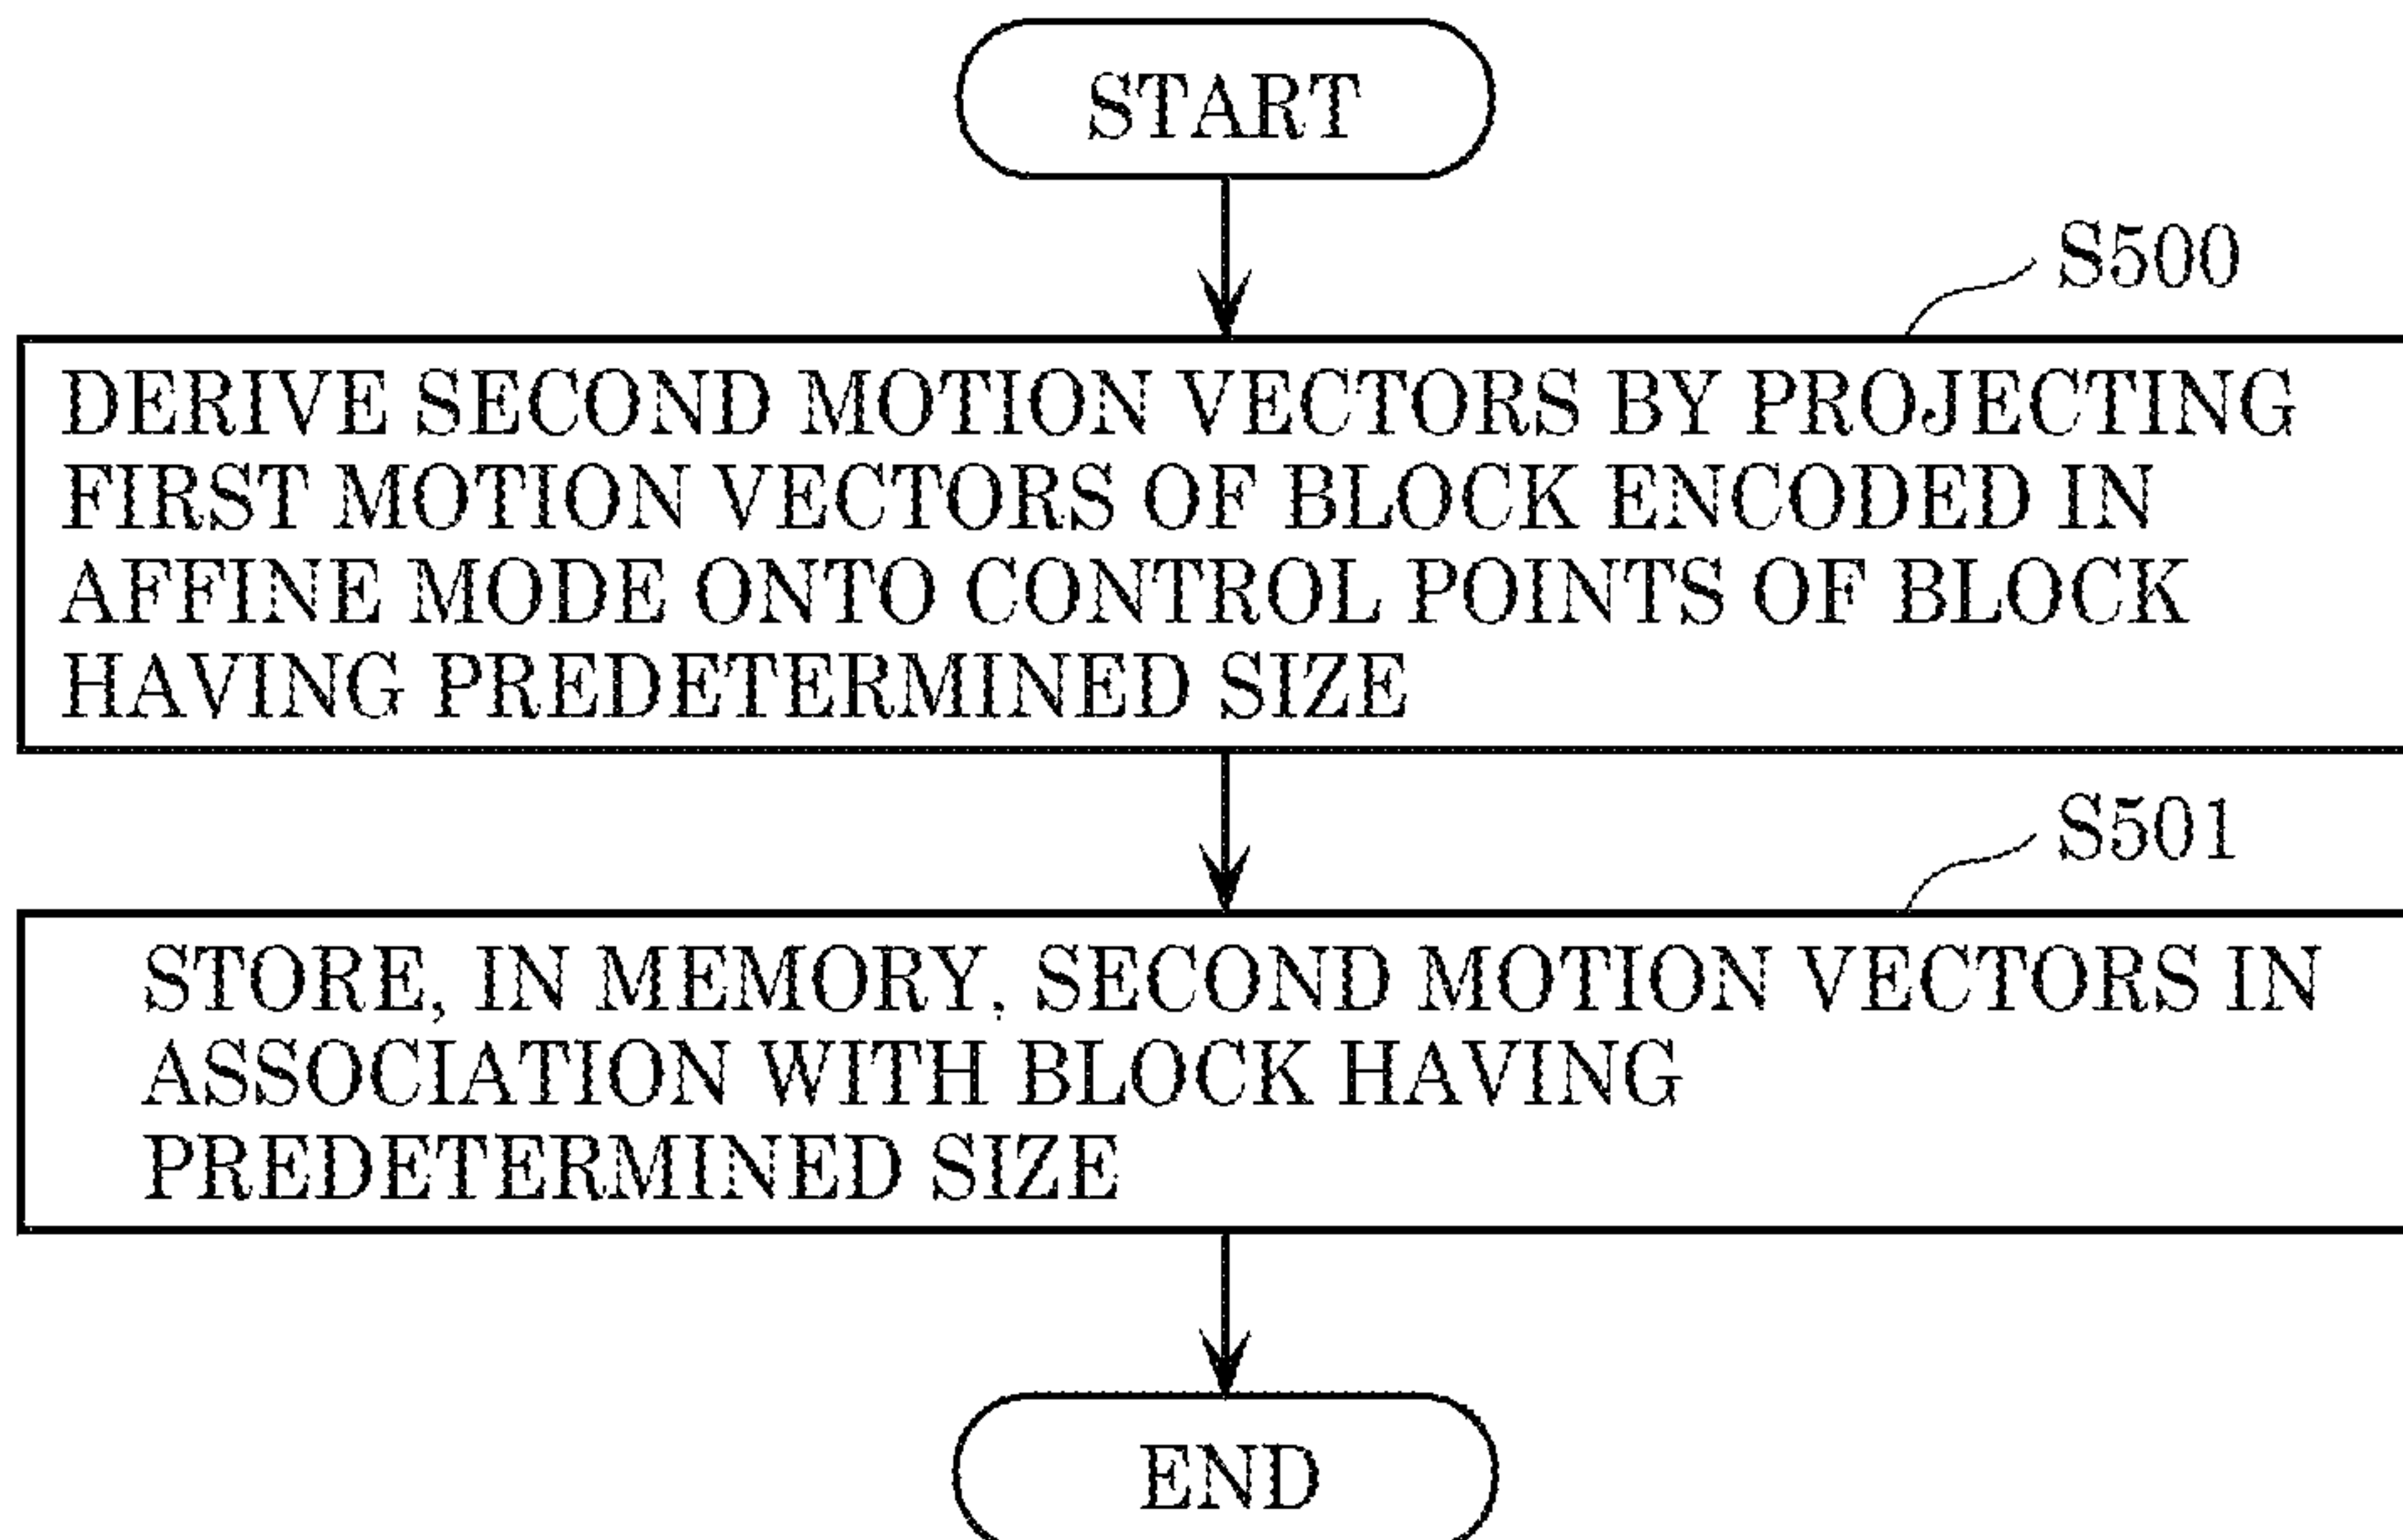 START
S500
DERIVE SECOND MOTION VECTORS BY PROJECTING
FIRST MOTION VECTORS OF BLOCK ENCODED IN
AFFINE MODE ONTO CONTROL POINTS OF BLOCK
HAVING PREDETERMINED SIZE
S501
STORE, IN MEMORY, SECOND MOTION VECTORS IN
ASSOCIATION WITH BLOCK HAVING
PREDETERMINED SIZE
END